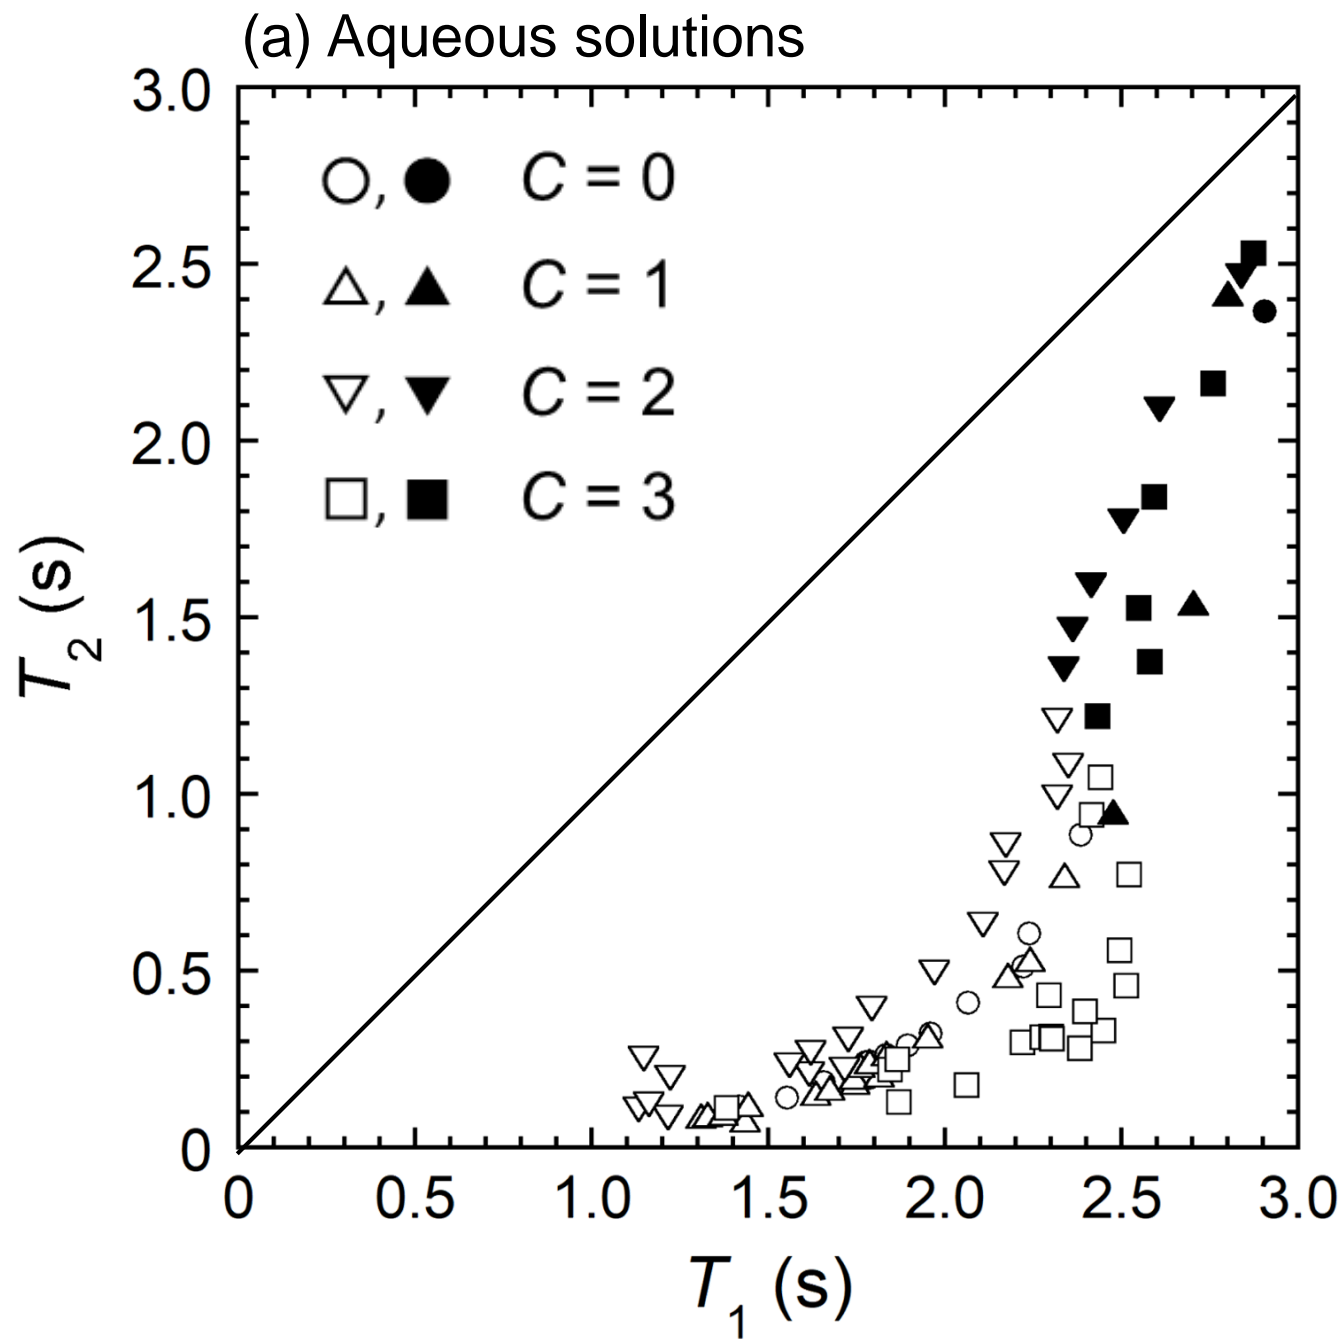 (a) Aqueous solutions
3.0
2.5
2.0
1.5
1.0
0.5
0
, C = 0
, C = 1
, C = 2
, C = 3
T2 (s)
0 0.5 1.0 1.5 2.0 2.5 3.0
T1 (s)